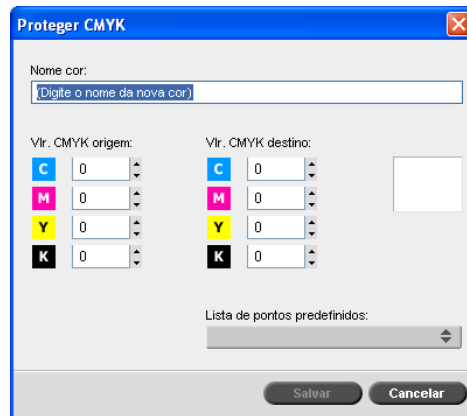 Proteger CMYK
Nome cor:
(Digite o nome da nova cor)
Vlr. CMYK origem:
Vlr. CMYK destino:
C 0 C 0
M 0 M 0
Y 0 Y 0
K 0 K 0
Lista de pontos predefinidos:
Salvar Cancelar